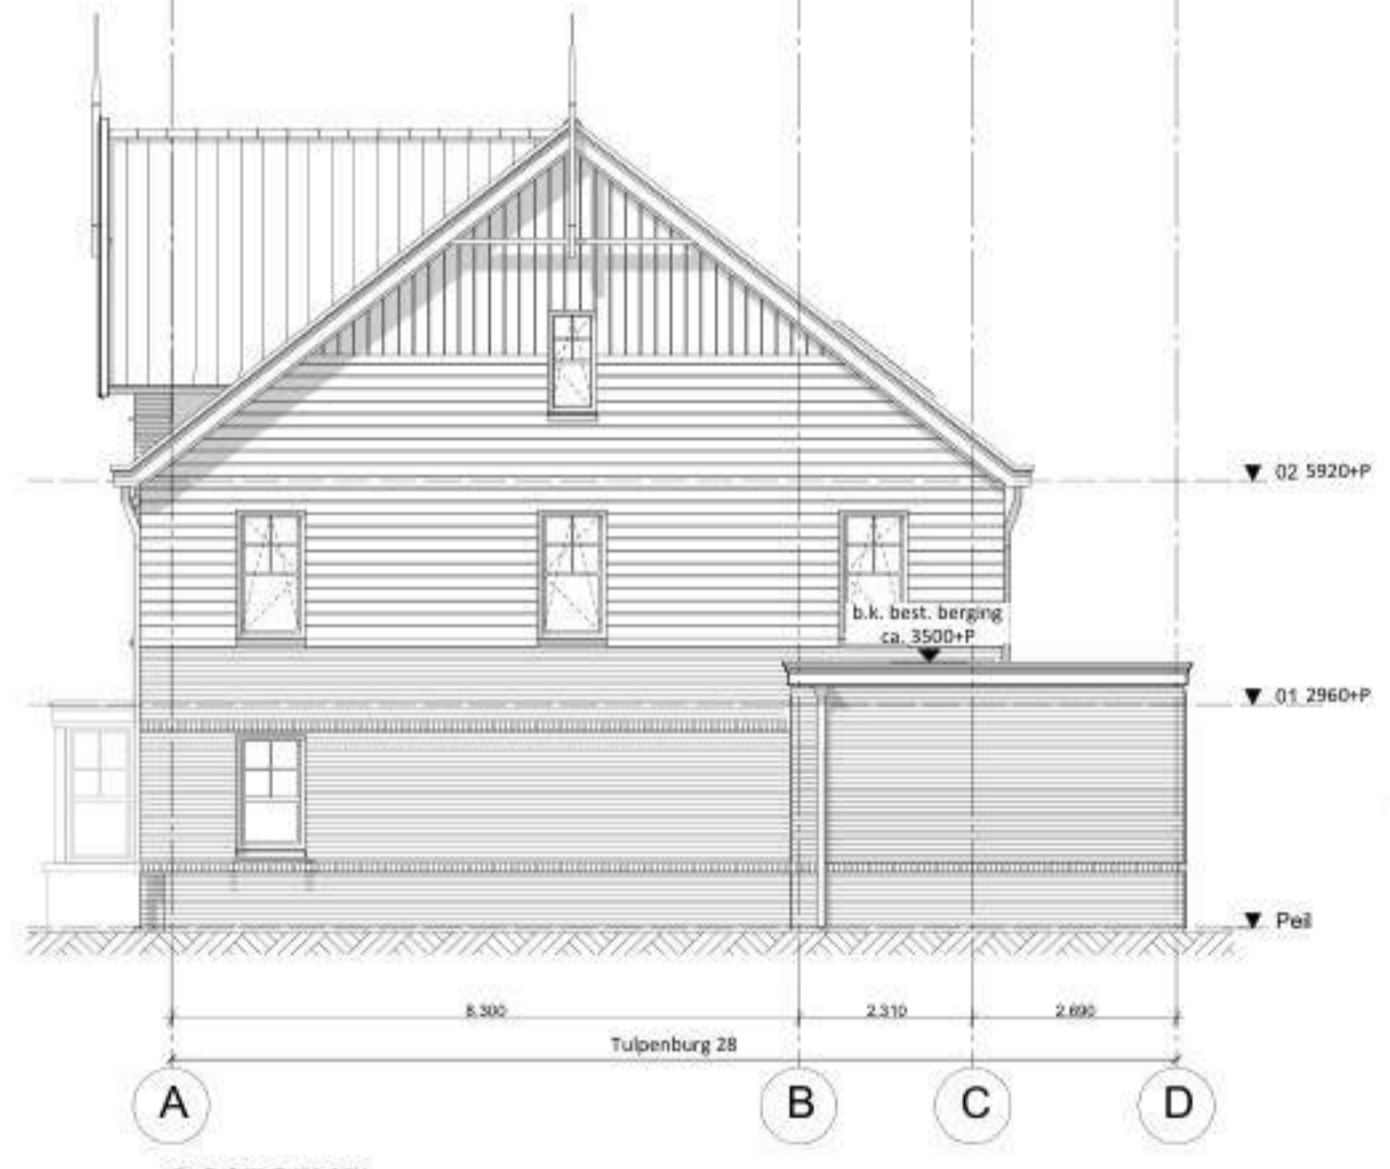 02 5920+P
b.k. best. berging
ca. 3500+P
01 2960+P
Peil
8.300
2.310
2.690
Tulpenburg 28
A
B
C
D